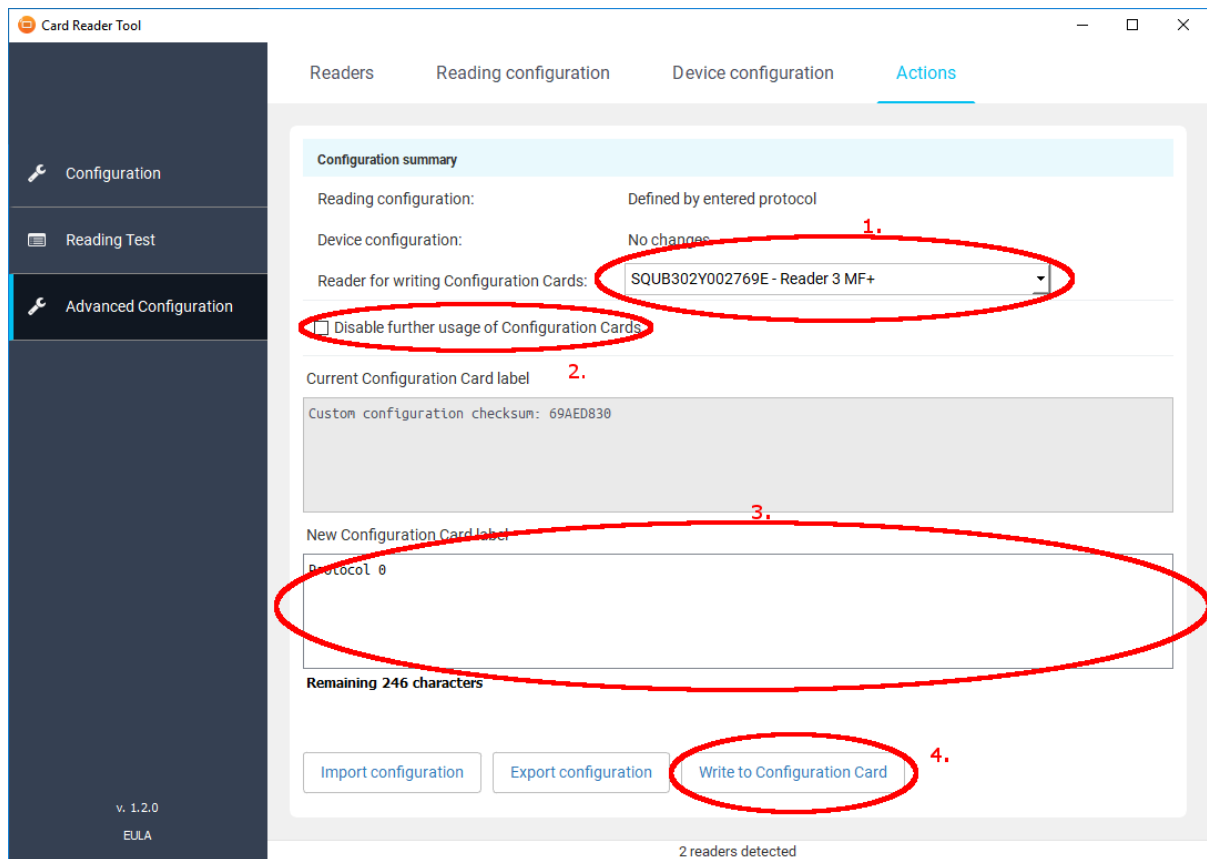 Card Reader Tool
Readers Reading configuration Device configuration Actions
Configuration
Reading Test
Advanced Configuration
Configuration summary
Reading configuration: Defined by entered protocol
1.
Device configuration: No changes
Reader for writing Configuration Cards: SQUB302Y002769E - Reader 3 MF+
Disable further usage of Configuration Cards
2.
Current Configuration Card label
Custom configuration checksum: 69AED830
3.
New Configuration Card label
Protocol 0
Remaining 246 characters
4.
Import configuration Export configuration Write to Configuration Card
v. 1.2.0
EULA
2 readers detected